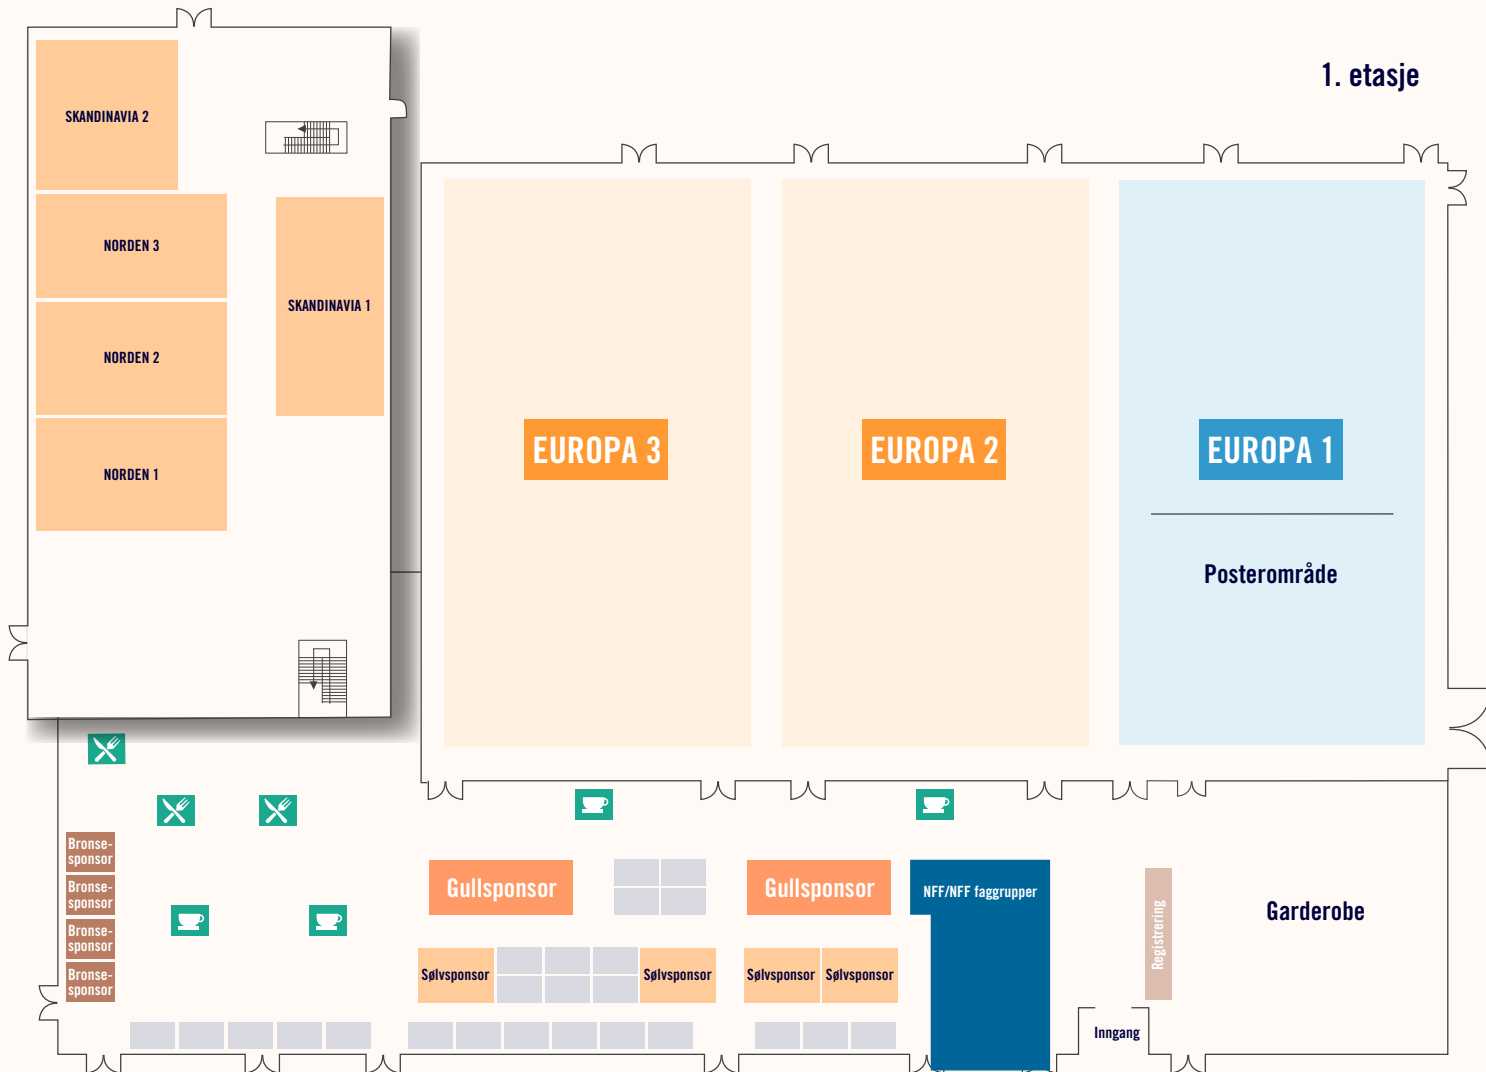 1. etasje
SKANDINAVIA 2
NORDEN 3
SKANDINAVIA 1
NORDEN 2
NORDEN 1
EUROPA 3
EUROPA 2
EUROPA 1
Posterområde
Bronse-
sponsor
Bronse-
sponsor
Bronse-
sponsor
Bronse-
sponsor
Gullsponsor
Gullsponsor
NFF/NFF faggrupper
Sølvsponsor
Sølvsponsor
Sølvsponsor
Sølvsponsor
Registrering
Garderobe
Inngang